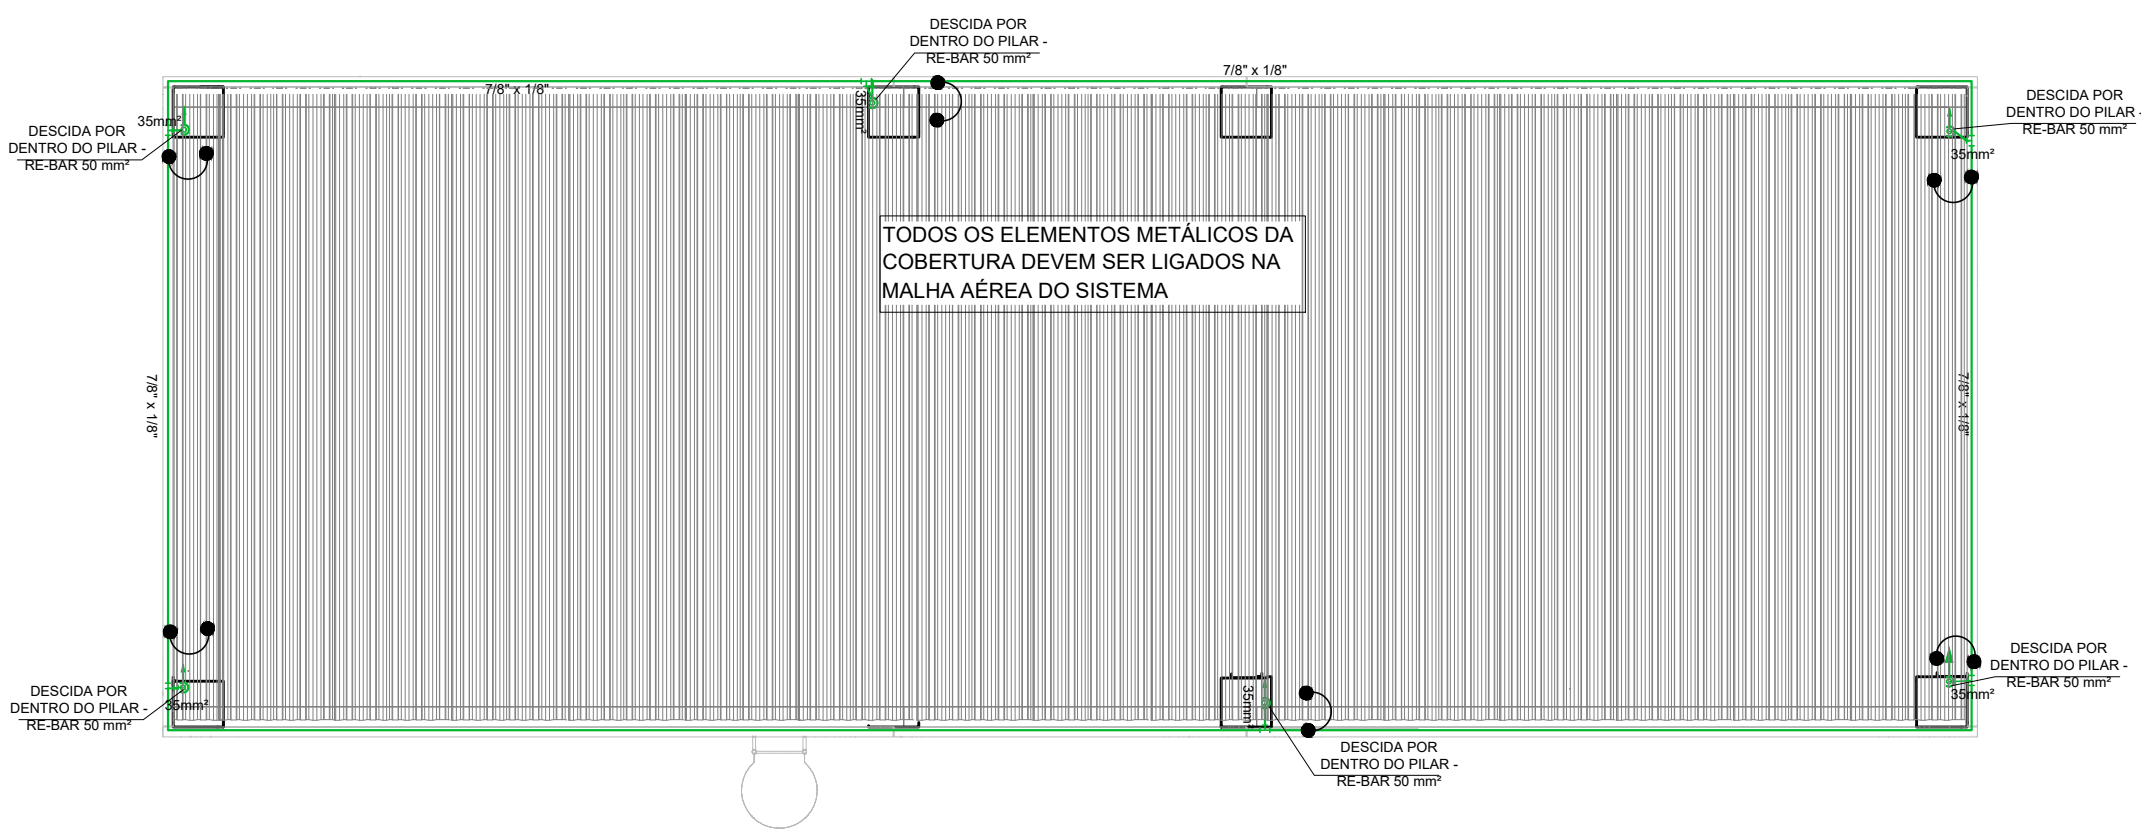 DESCIDA POR
DENTRO DO PILAR -
RE-BAR 50 mm²
7/8" x 1/8"
7/8" x 1/8"
35mm²
35mm²
DESCIDA POR
DENTRO DO PILAR -
RE-BAR 50 mm²
DESCIDA POR
DENTRO DO PILAR -
RE-BAR 50 mm²
35mm²
TODOS OS ELEMENTOS METÁLICOS DA
COBERTURA DEVEM SER LIGADOS NA
MALHA AÉREA DO SISTEMA
7/8" x 1/8"
7/8" x 1/8"
DESCIDA POR
DENTRO DO PILAR -
RE-BAR 50 mm²
35mm²
35mm²
35mm²
DESCIDA POR
DENTRO DO PILAR -
RE-BAR 50 mm²
DESCIDA POR
DENTRO DO PILAR -
RE-BAR 50 mm²